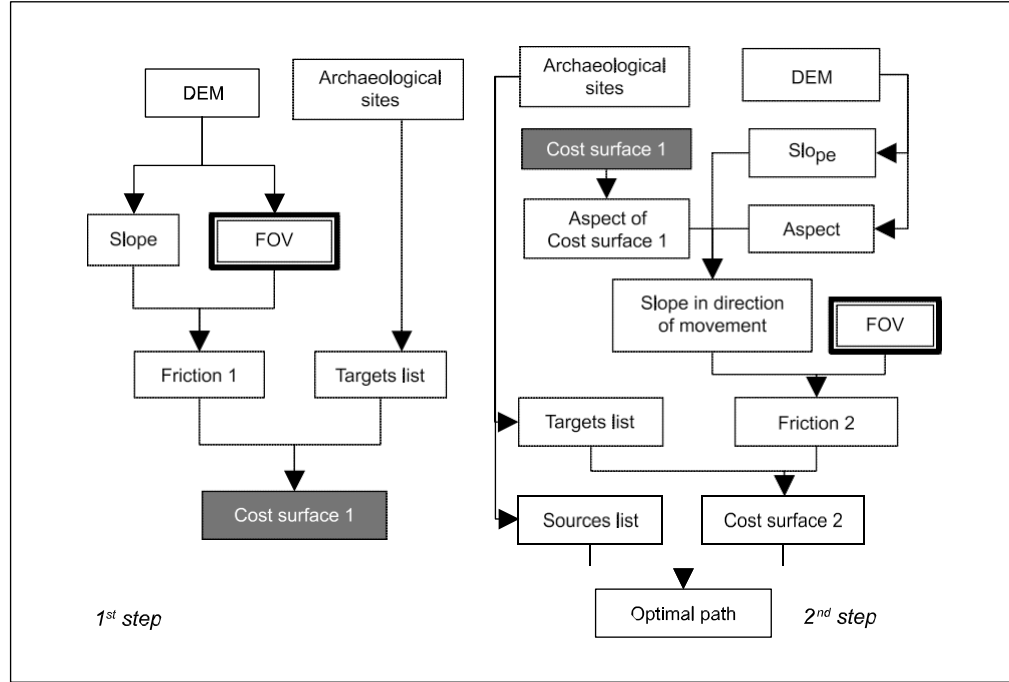 DEM
Archaeological
sites
Slope
FOV
Friction 1
Targets list
Cost surface 1
1st step
Archaeological
sites
DEM
Cost surface 1
Slope
Aspect of
Cost surface 1
Aspect
Slope in direction
of movement
FOV
Targets list
Friction 2
Sources list
Cost surface 2
Optimal path
2nd step